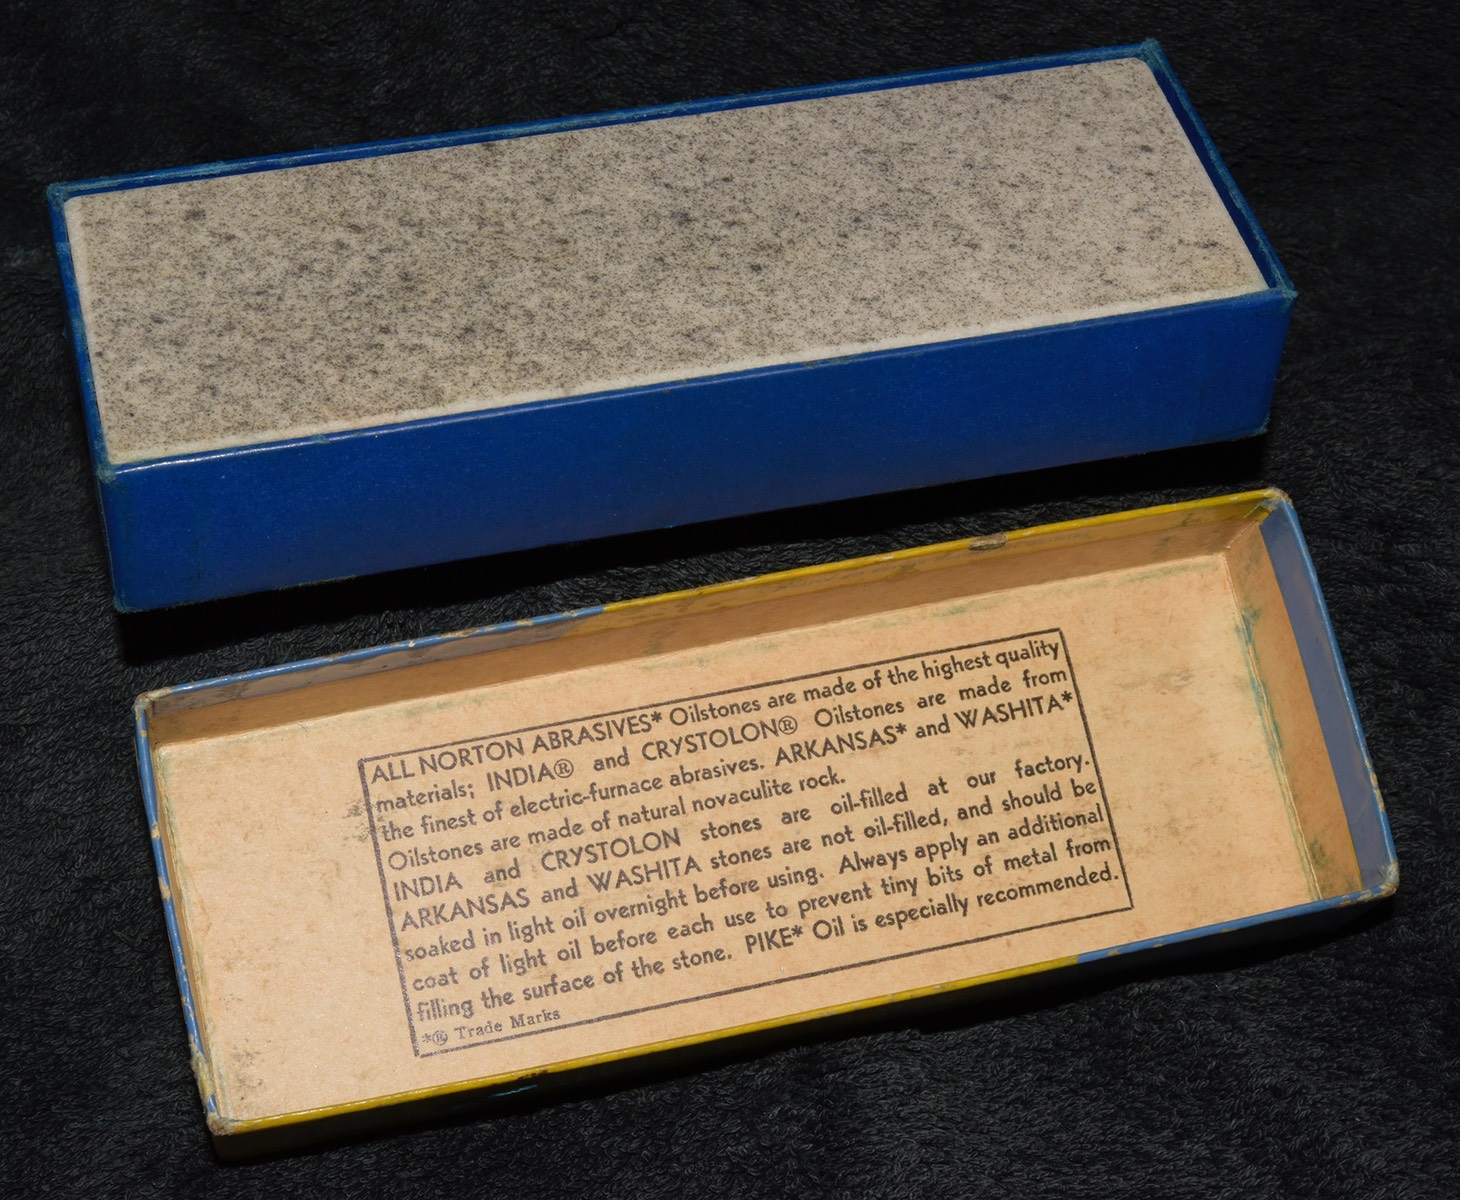 ALL NORTON ABRASIVES* Oilstones are made of the highest quality
materials; INDIA® and CRYSTOLON® Oilstones are made from
the finest of electric-furnace abrasives. ARKANSAS* and WASHITA*
Oilstones are made of natural novaculite rock.
INDIA and CRYSTOLON stones are oil-filled at our factory.
ARKANSAS and WASHITA stones are not oil-filled, and should be
soaked in light oil overnight before using. Always apply an additional
coat of light oil before each use to prevent tiny bits of metal from
filling the surface of the stone. PIKE* Oil is especially recommended.
*® Trade Marks